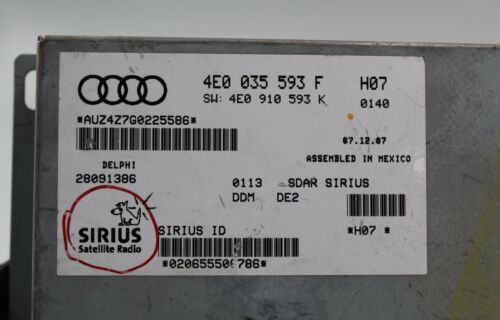 4E0 035 593 F H07
SW: 4E0 910 593 K 0140
*AUZ4Z7G0225586*
07.12.07
ASSEMBLED IN MEXICO
DELPHI
28091386
0113 SDAR SIRIUS
DDM DE2
SIRIUS
Satellite Radio
SIRIUS ID
*H07 *